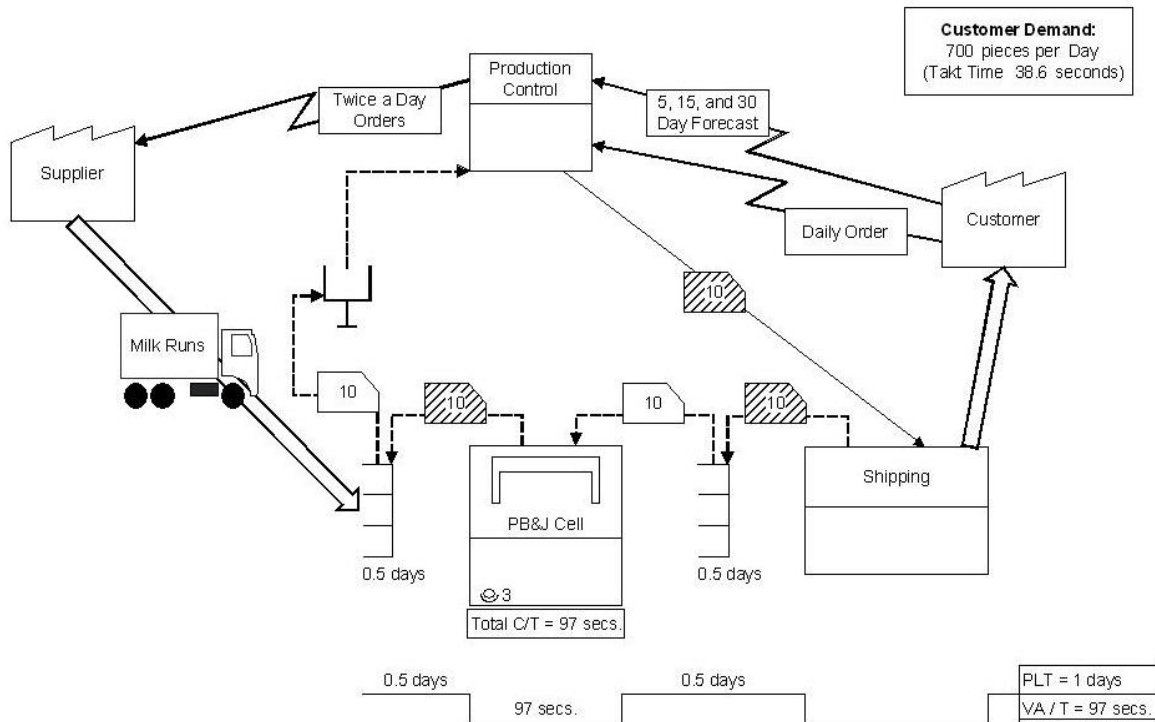 Customer Demand:
700 pieces per Day
(Takt Time 38.6 seconds)
Production
Control
Twice a Day
Orders
5, 15, and 30
Day Forecast
Supplier
Customer
Daily Order
10
Milk Runs
10
10
10
10
Shipping
PB&J Cell
0.5 days
0.5 days
3
Total C/T = 97 secs.
0.5 days
0.5 days
PLT = 1 days
97 secs.
VA / T = 97 secs.